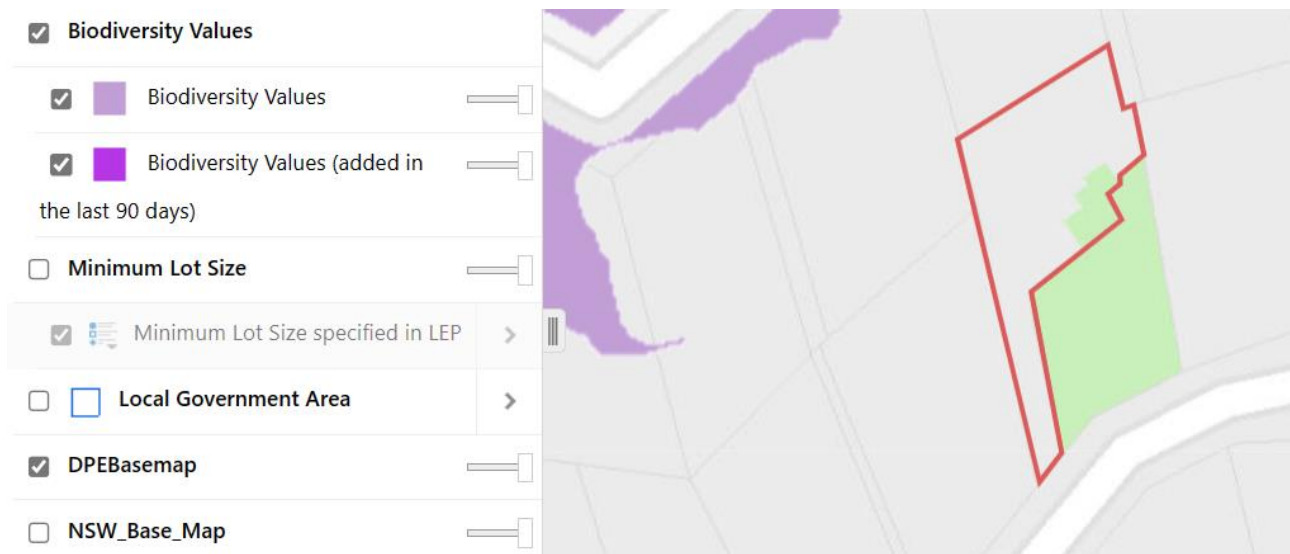 Biodiversity Values
Biodiversity Values
Biodiversity Values (added in
the last 90 days)
Minimum Lot Size
Minimum Lot Size specified in LEP
Local Government Area
DPEBasemap
NSW_Base_Map